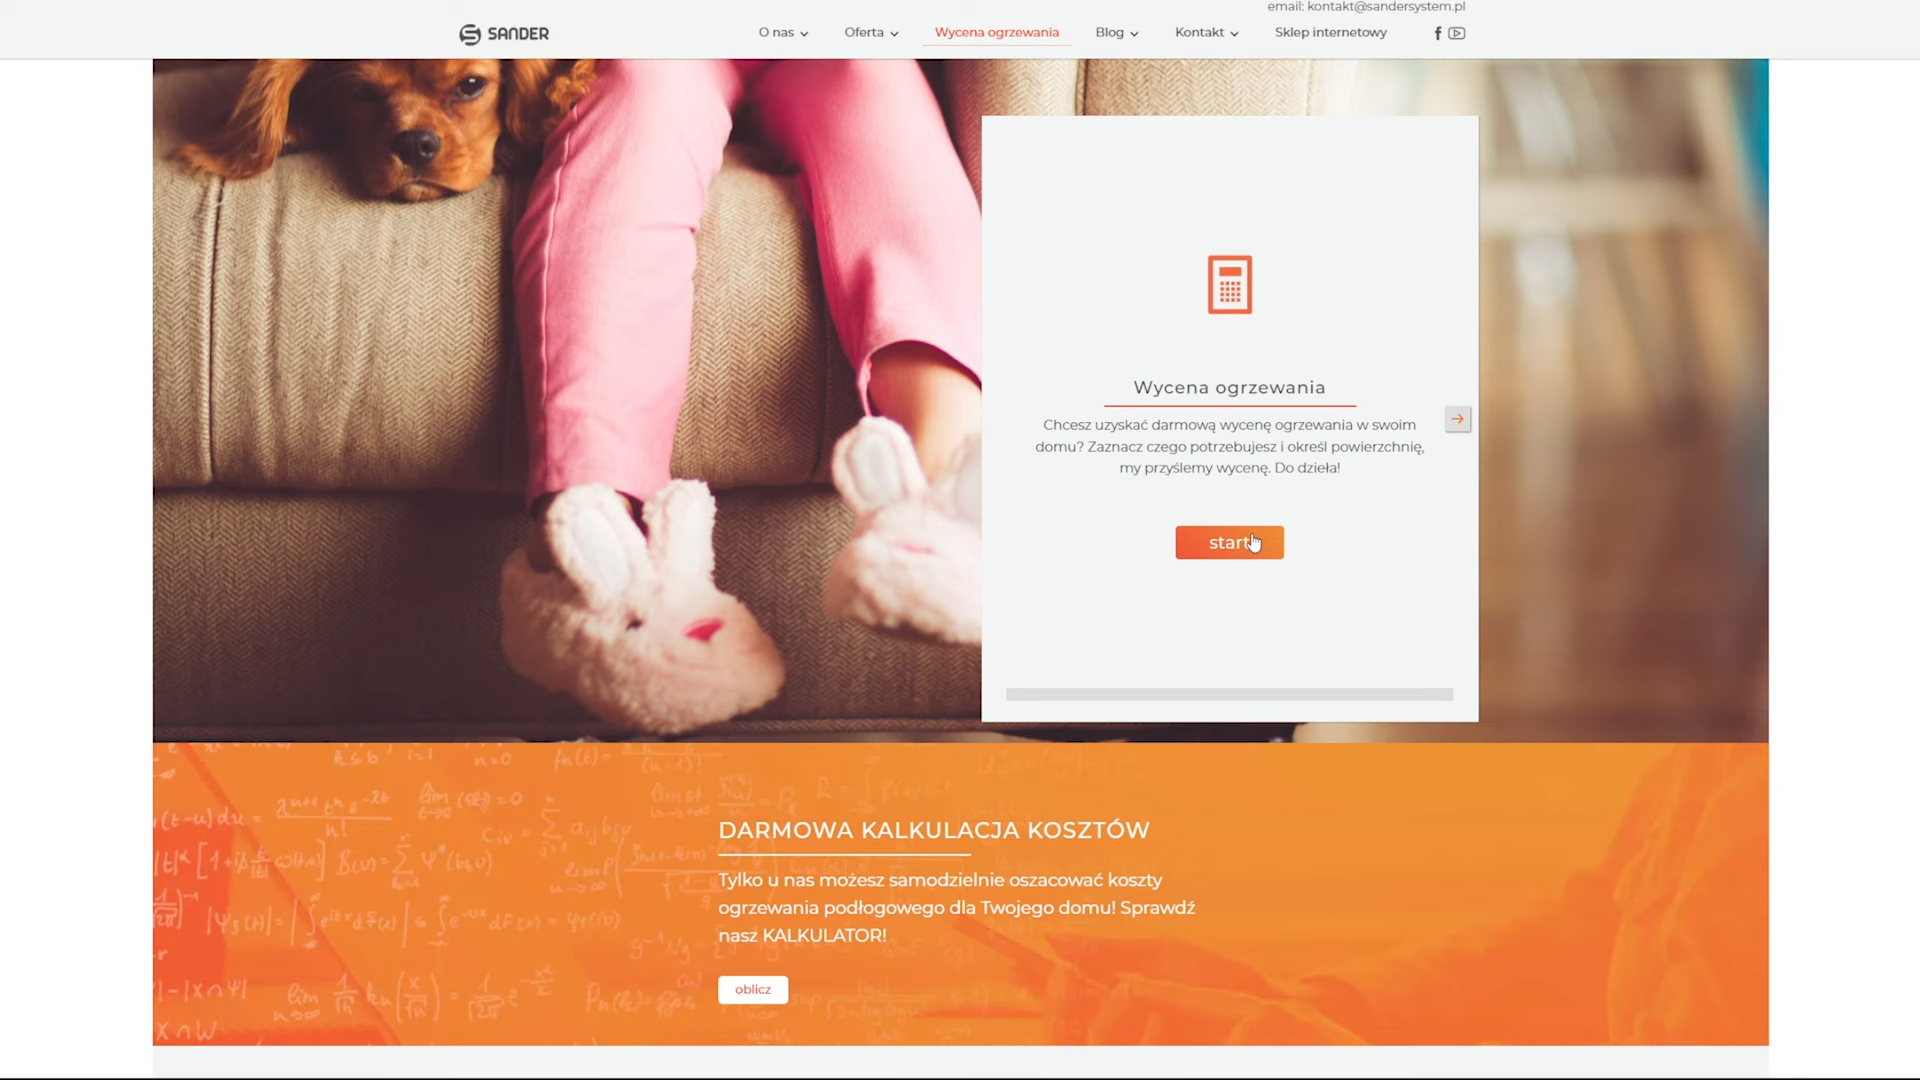 email: kontakt@sandersystem.pl
SANDER
O nas
Oferta
Wycena ogrzewania
Blog
Kontakt
Sklep internetowy
Wycena ogrzewania
Chcesz uzyskać darmową wycenę ogrzewania w swoim
domu? Zaznacz czego potrzebujesz i określ powierzchnię,
my przyślemy wycenę. Do dzieła!
start
DARMOWA KALKULACJA KOSZTÓW
Tylko u nas możesz samodzielnie oszacować koszty
ogrzewania podłogowego dla Twojego domu! Sprawdź
nasz KALKULATOR!
oblicz